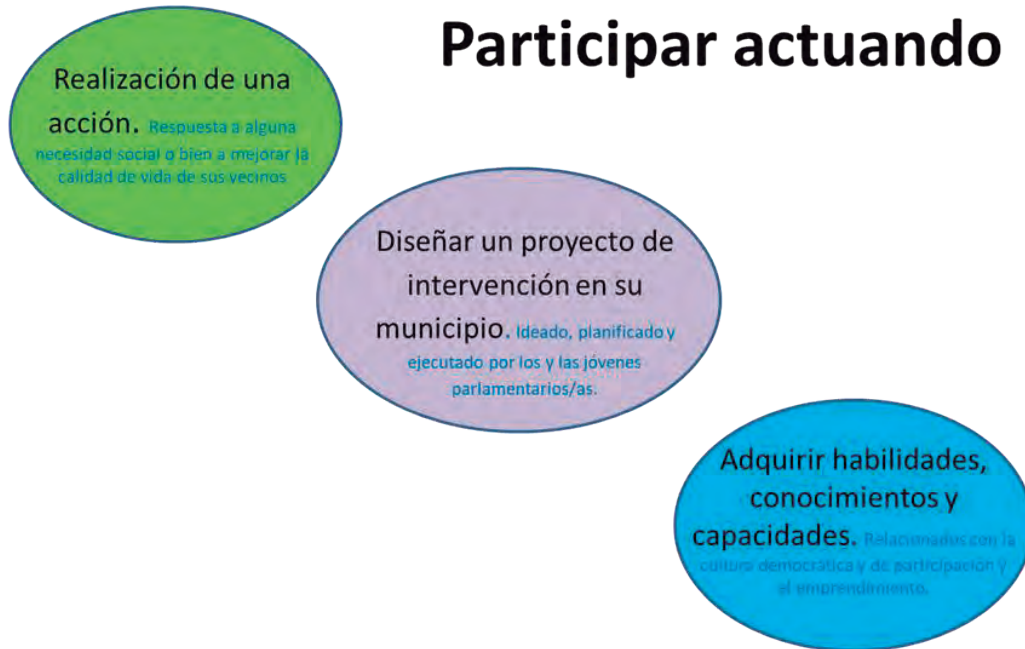 Participar actuando
Realización de una
acción. Respuesta a alguna
necesidad social o bien a mejorar la
calidad de vida de sus vecinos
Diseñar un proyecto de
intervención en su
municipio. Ideado, planificado y
ejecutado por los y las jóvenes
parlamentarios/as.
Adquirir habilidades,
conocimientos y
capacidades. Relacionados con la
cultura democrática y de participación y
el emprendimiento.